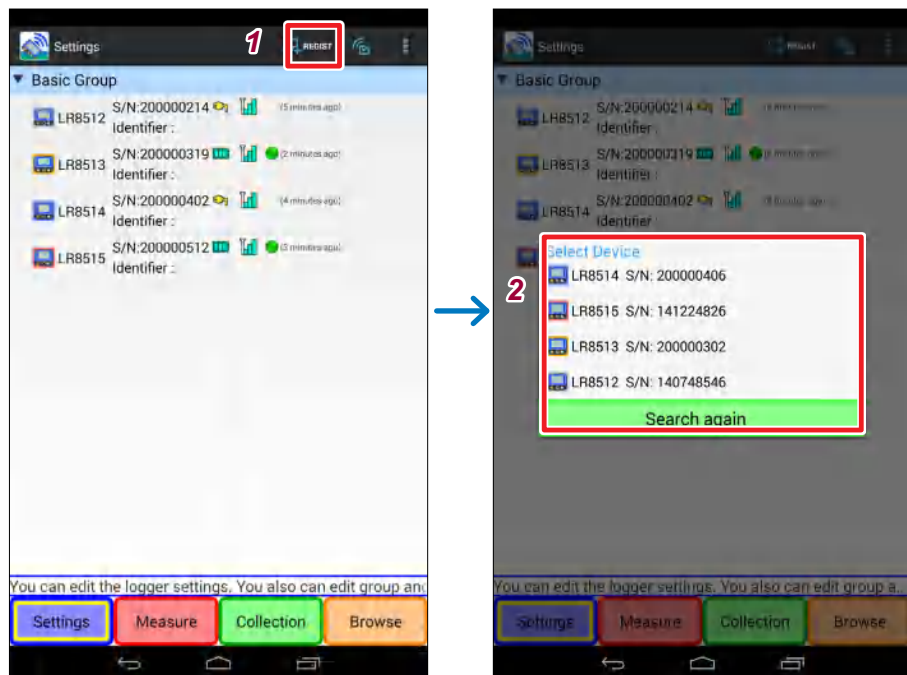 Settings
1
REGIST
Basic Group
LR8512
S/N:200000214
(5 minutes ago)
Identifier :
LR8513
S/N:200000319
(2 minutes ago)
Identifier :
LR8514
S/N:200000402
(4 minutes ago)
Identifier :
LR8515
S/N:200000512
(3 minutes ago)
Identifier :
You can edit the logger settings. You also can edit group an
Settings
Measure
Collection
Browse
Settings
REGIST
Basic Group
LR8512
S/N:200000214
Identifier :
LR8513
S/N:200000319
Identifier :
LR8514
S/N:200000402
Identifier :
2
Select Device
LR8514 S/N: 200000406
LR8515 S/N: 141224826
LR8513 S/N: 200000302
LR8512 S/N: 140748546
Search again
You can edit the logger settings. You also can edit group a..
Settings
Measure
Collection
Browse